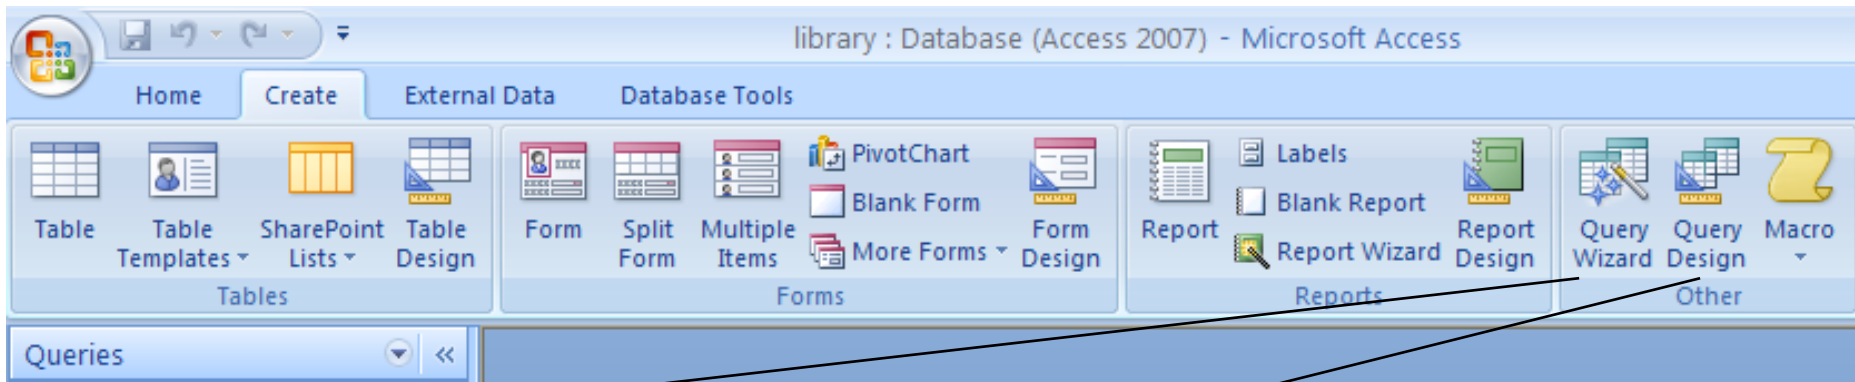 library : Database (Access 2007) - Microsoft Access
Home Create External Data Database Tools
Table
Table Templates
SharePoint Lists
Table Design
Tables
Form
Split Form
Multiple Items
PivotChart
Blank Form
More Forms
Form Design
Forms
Report
Labels
Blank Report
Report Wizard
Report Design
Reports
Query Wizard
Query Design
Macro
Other
Queries